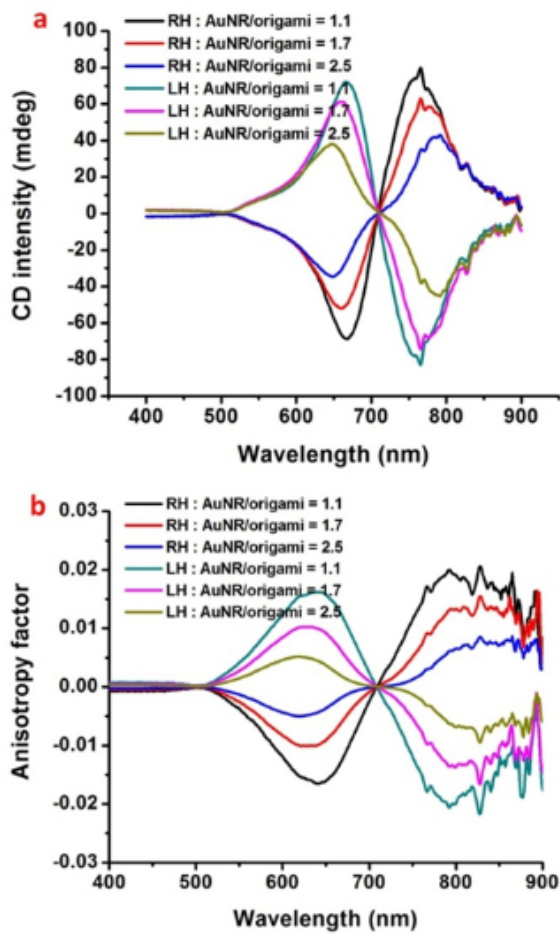 a
RH : AuNR/origami = 1.1
RH : AuNR/origami = 1.7
RH : AuNR/origami = 2.5
LH : AuNR/origami = 1.1
LH : AuNR/origami = 1.7
LH : AuNR/origami = 2.5
CD intensity (mdeg)
100
80
60
40
20
0
-20
-40
-60
-80
-100
400 500 600 700 800 900
Wavelength (nm)
b
RH : AuNR/origami = 1.1
RH : AuNR/origami = 1.7
RH : AuNR/origami = 2.5
LH : AuNR/origami = 1.1
LH : AuNR/origami = 1.7
LH : AuNR/origami = 2.5
Anisotropy factor
0.03
0.02
0.01
0.00
-0.01
-0.02
-0.03
400 500 600 700 800 900
Wavelength (nm)